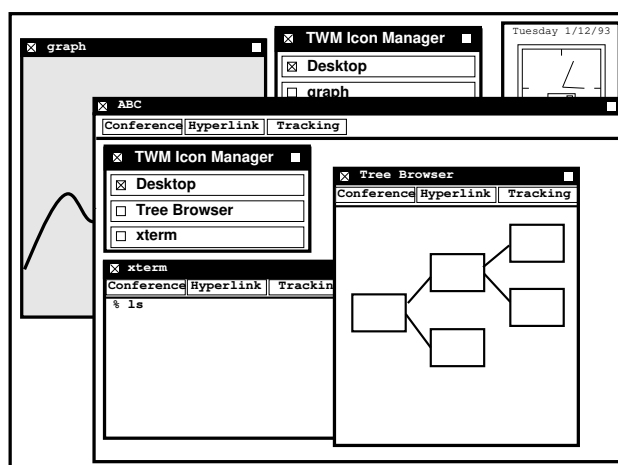 graph
TWM Icon Manager
Desktop
graph
Tuesday 1/12/93
ABC
Conference Hyperlink Tracking
TWM Icon Manager
Desktop
Tree Browser
xterm
xterm
Conference Hyperlink Trackin
% ls
Tree Browser
Conference Hyperlink Tracking